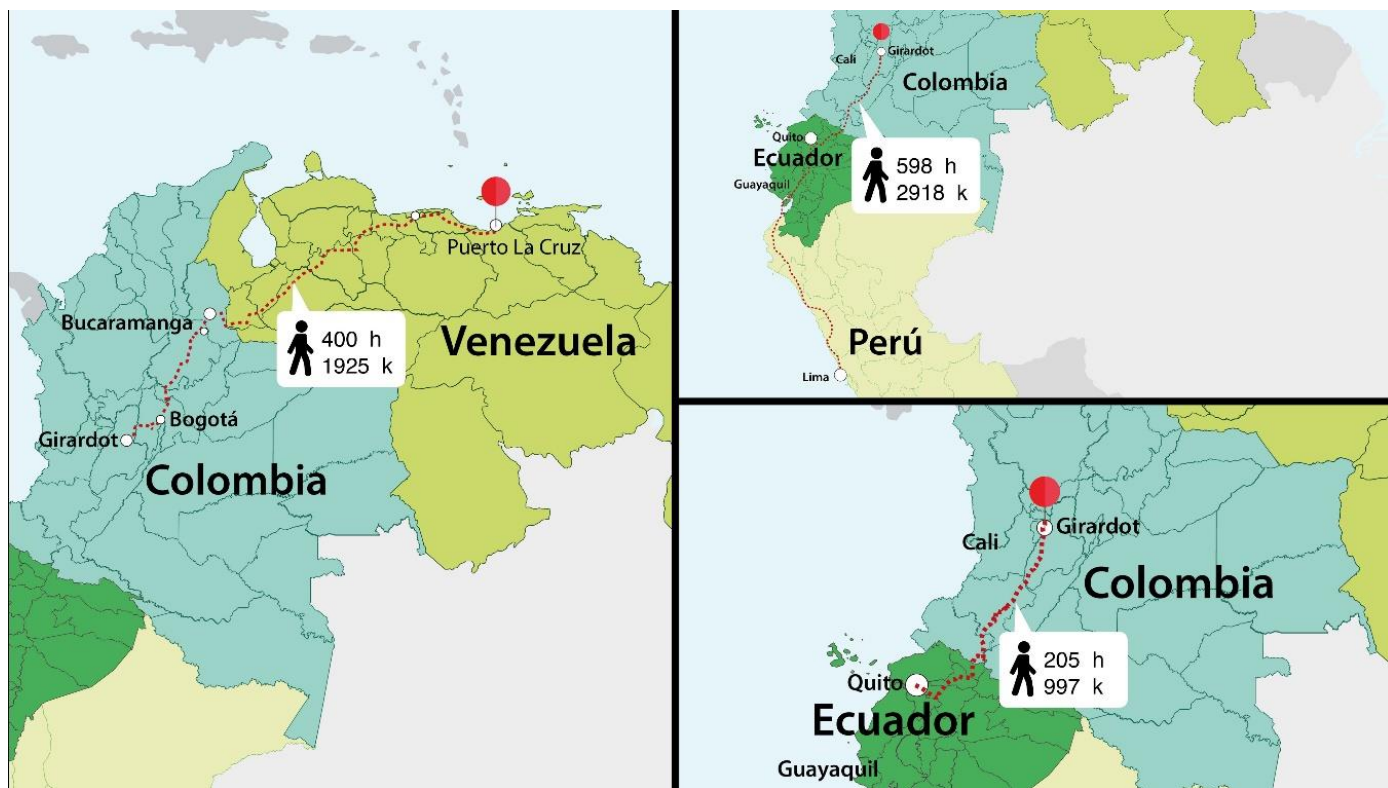 Puerto La Cruz
Bucaramanga
400 h
1925 k
Venezuela
Bogotá
Girardot
Colombia
Girardot
Cali
Colombia
Quito
Ecuador
598 h
2918 k
Guayaquil
Perú
Lima
Girardot
Cali
Colombia
205 h
997 k
Quito
Ecuador
Guayaquil